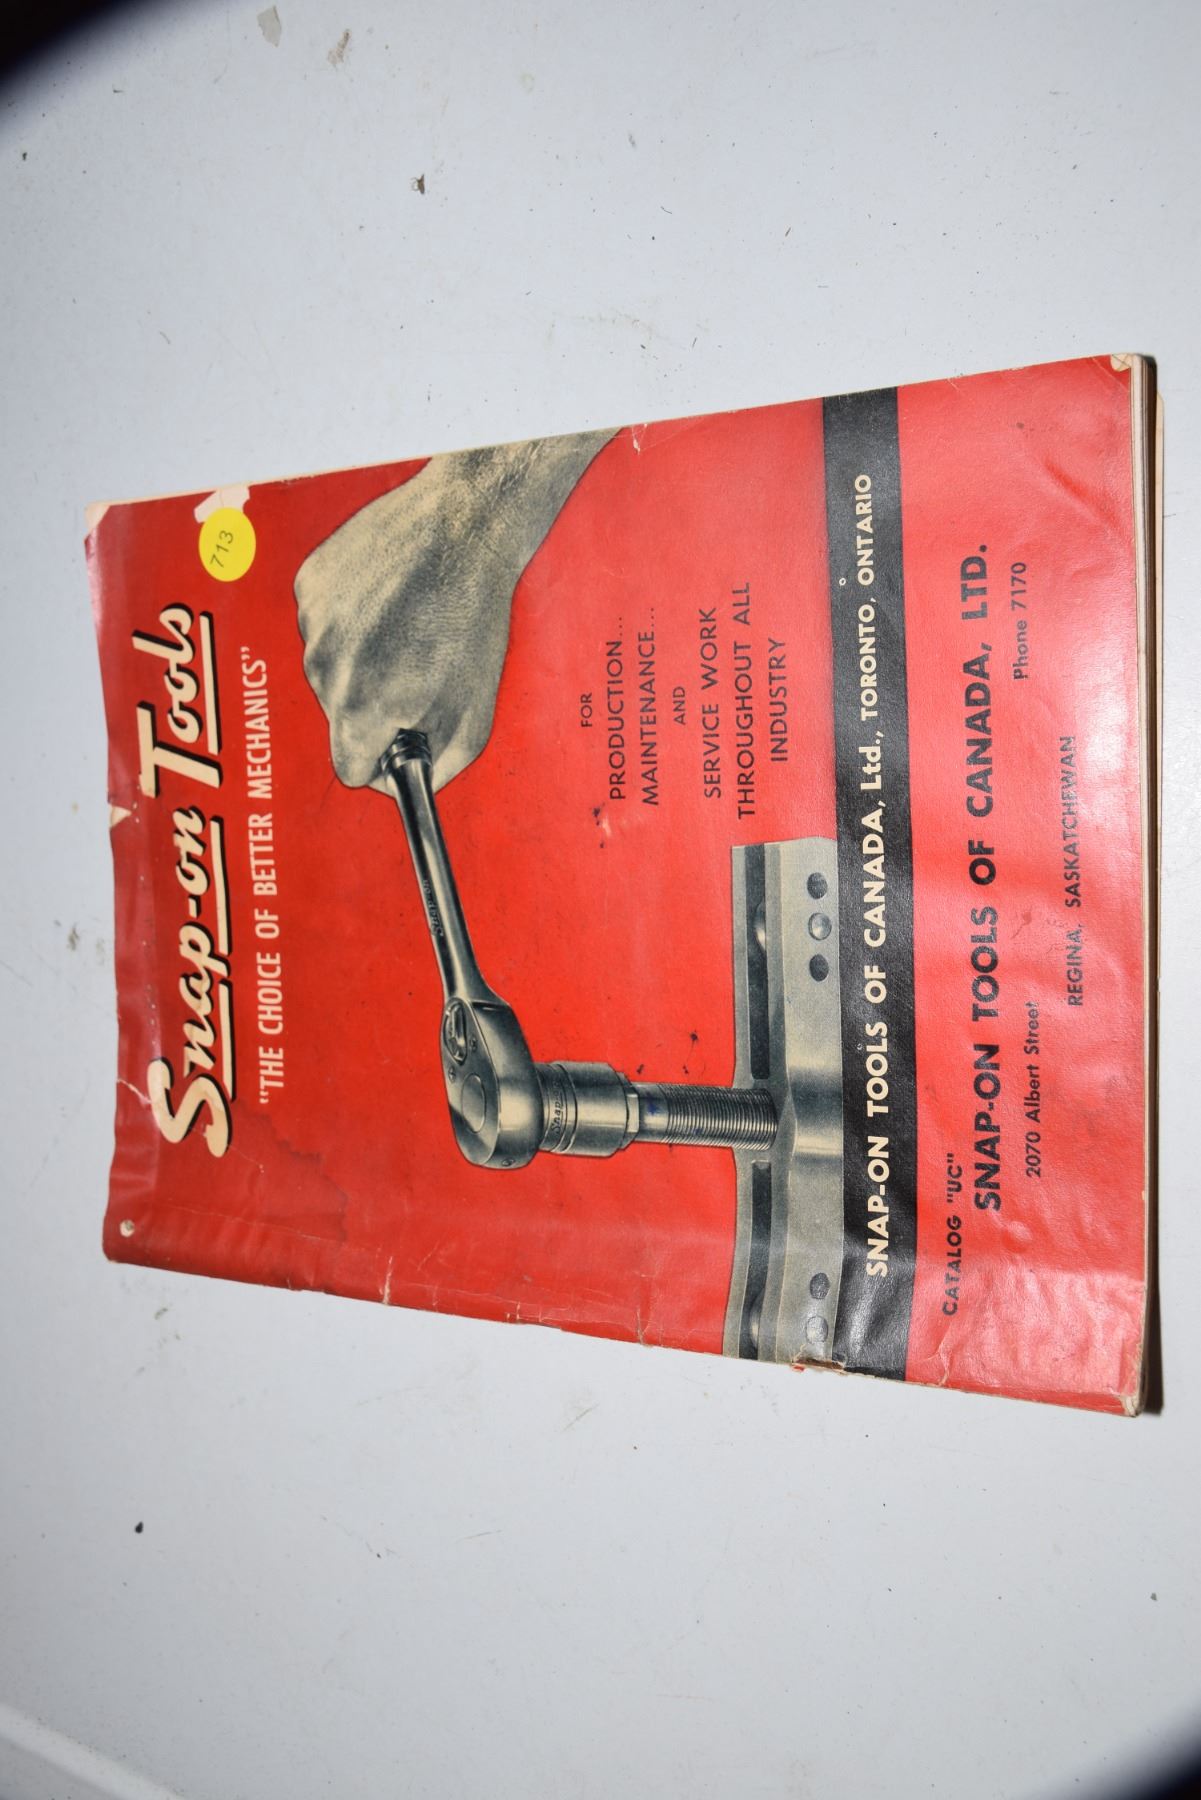 Snap-on Tools
713
"THE CHOICE OF BETTER MECHANICS"
Snap-on
FOR
PRODUCTION...
MAINTENANCE...
AND
SERVICE WORK
THROUGHOUT ALL
INDUSTRY
SNAP-ON TOOLS OF CANADA, Ltd., TORONTO, ONTARIO
CATALOG "UC"
SNAP-ON TOOLS OF CANADA, LTD.
2070 Albert Street Phone 7170
REGINA, SASKATCHEWAN